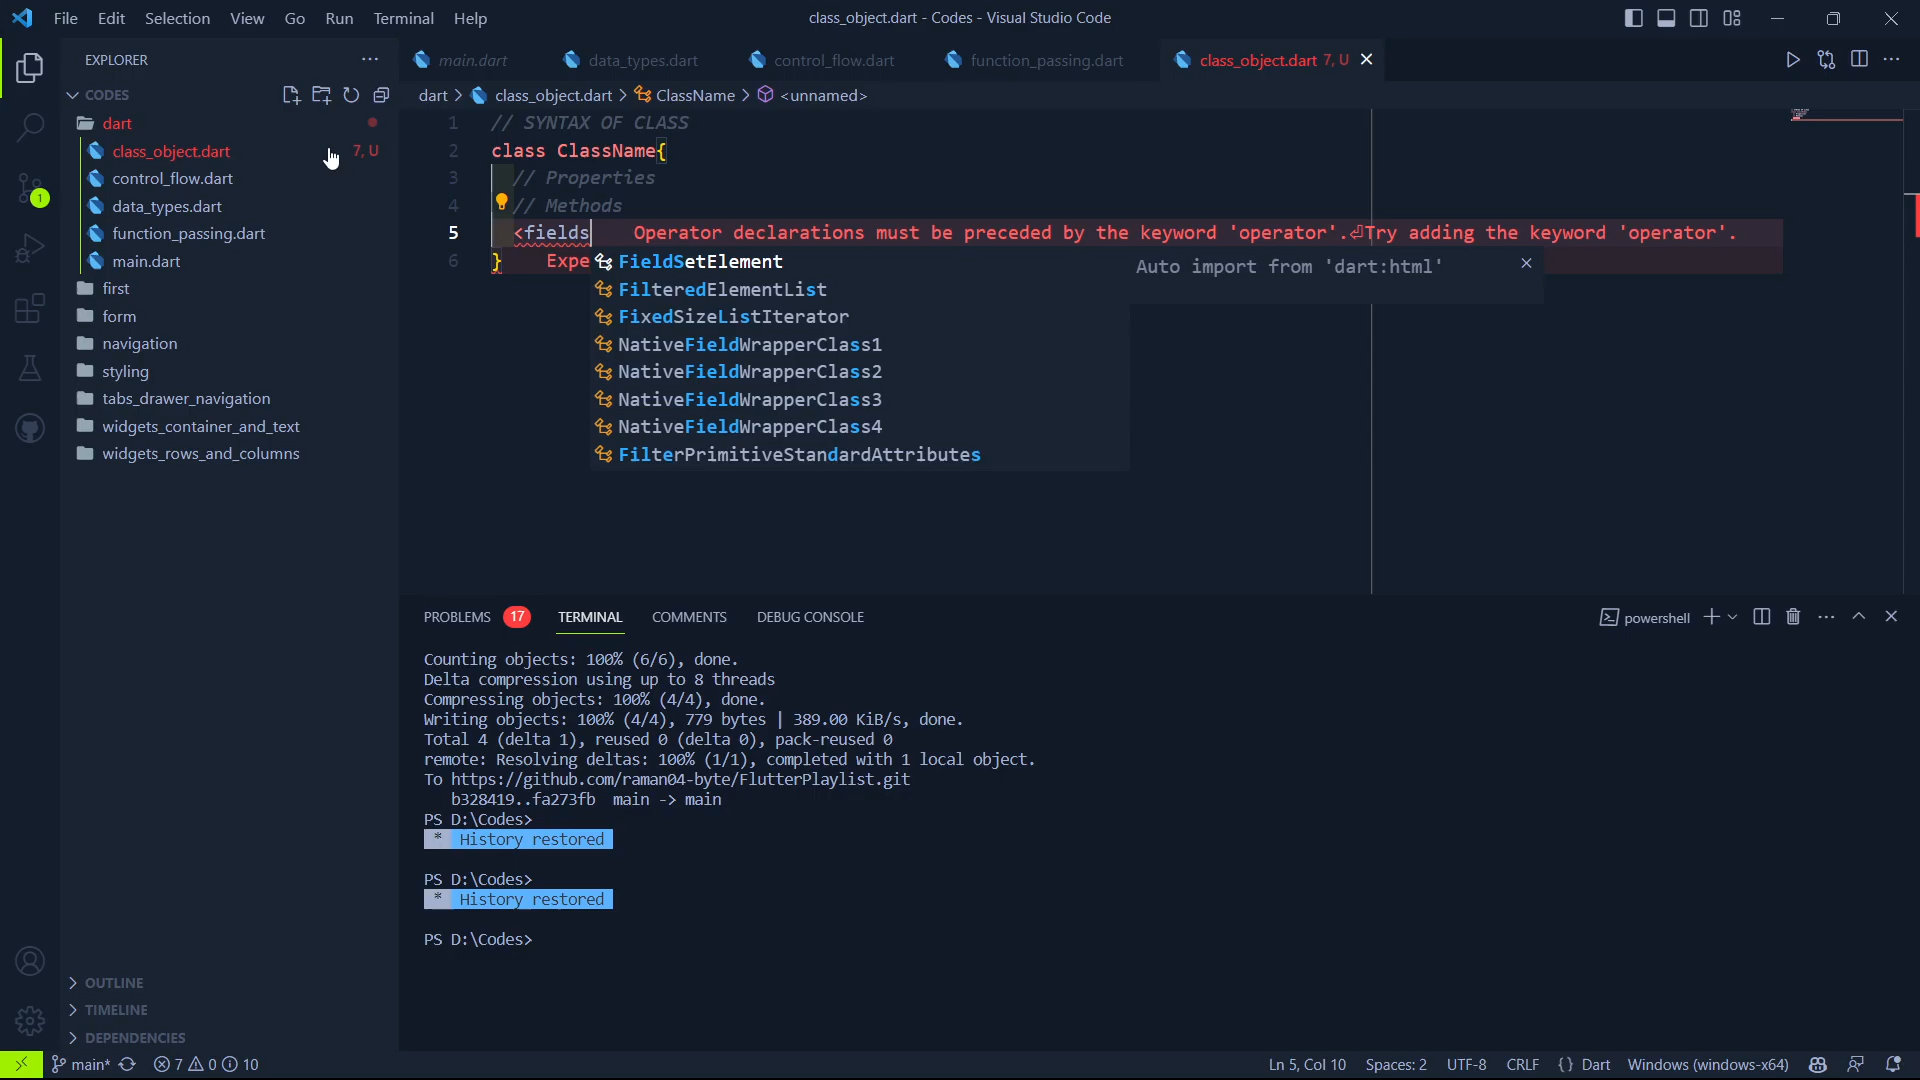 File Edit Selection View Go Run Terminal Help
class_object.dart - Codes - Visual Studio Code
EXPLORER
main.dart data_types.dart control_flow.dart function_passing.dart class_object.dart 7, U
CODES
dart > class_object.dart > ClassName > <unnamed>
dart
class_object.dart 7, U
control_flow.dart
data_types.dart
function_passing.dart
main.dart
first
form
navigation
styling
tabs_drawer_navigation
widgets_container_and_text
widgets_rows_and_columns
1
OUTLINE
TIMELINE
DEPENDENCIES
1 // SYNTAX OF CLASS
2 class ClassName{
3 // Properties
4 // Methods
5 <fields Operator declarations must be preceded by the keyword 'operator'.⏎Try adding the keyword 'operator'.
6 } Expe
FieldSetElement
FilteredElementList
FixedSizeListIterator
NativeFieldWrapperClass1
NativeFieldWrapperClass2
NativeFieldWrapperClass3
NativeFieldWrapperClass4
FilterPrimitiveStandardAttributes
Auto import from 'dart:html'
PROBLEMS 17 TERMINAL COMMENTS DEBUG CONSOLE
powershell
Counting objects: 100% (6/6), done.
Delta compression using up to 8 threads
Compressing objects: 100% (4/4), done.
Writing objects: 100% (4/4), 779 bytes | 389.00 KiB/s, done.
Total 4 (delta 1), reused 0 (delta 0), pack-reused 0
remote: Resolving deltas: 100% (1/1), completed with 1 local object.
To https://github.com/raman04-byte/FlutterPlaylist.git
b328419..fa273fb main -> main
PS D:\Codes>
* History restored
PS D:\Codes>
* History restored
PS D:\Codes>
main* 7 0 10
Ln 5, Col 10 Spaces: 2 UTF-8 CRLF {} Dart Windows (windows-x64)